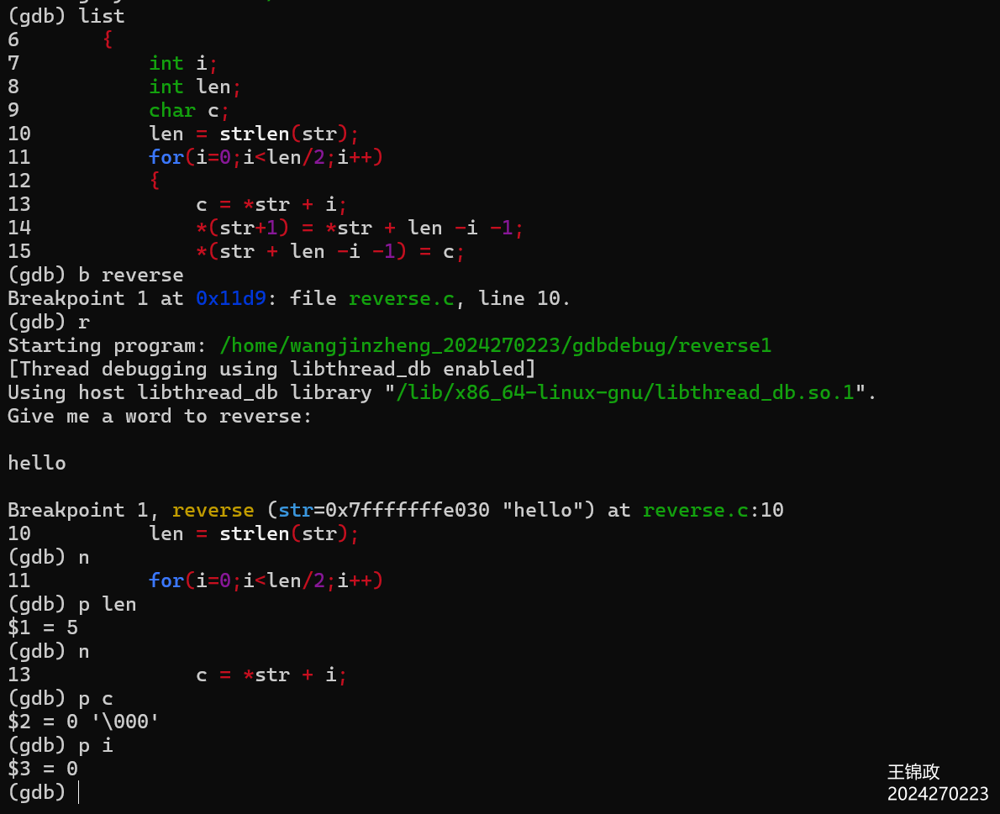 (gdb) list
6        {
7            int i;
8            int len;
9            char c;
10           len = strlen(str);
11           for(i=0;i<len/2;i++)
12           {
13               c = *str + i;
14               *(str+1) = *str + len -i -1;
15               *(str + len -i -1) = c;
(gdb) b reverse
Breakpoint 1 at 0x11d9: file reverse.c, line 10.
(gdb) r
Starting program: /home/wangjinzheng_2024270223/gdbdebug/reverse1
[Thread debugging using libthread_db enabled]
Using host libthread_db library "/lib/x86_64-linux-gnu/libthread_db.so.1".
Give me a word to reverse:
hello
Breakpoint 1, reverse (str=0x7fffffffe030 "hello") at reverse.c:10
10           len = strlen(str);
(gdb) n
11           for(i=0;i<len/2;i++)
(gdb) p len
$1 = 5
(gdb) n
13               c = *str + i;
(gdb) p c
$2 = 0 '\000'
(gdb) p i
$3 = 0
(gdb)
王锦政
2024270223